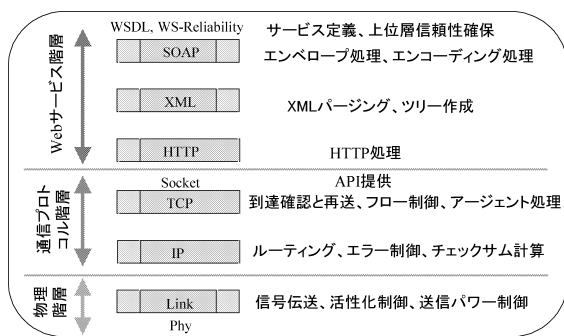 WSDL, WS-Reliability サービス定義、上位層信頼性確保
SOAP エンベロープ処理、エンコーディング処理
Webサービス階層
XML XMLパージング、ツリー作成
HTTP HTTP処理
Socket API提供
TCP 到達確認と再送、フロー制御、アージェント処理
通信プロト
コル階層
IP ルーティング、エラー制御、チェックサム計算
物理
階層
Link 信号伝送、活性化制御、送信パワー制御
Phy